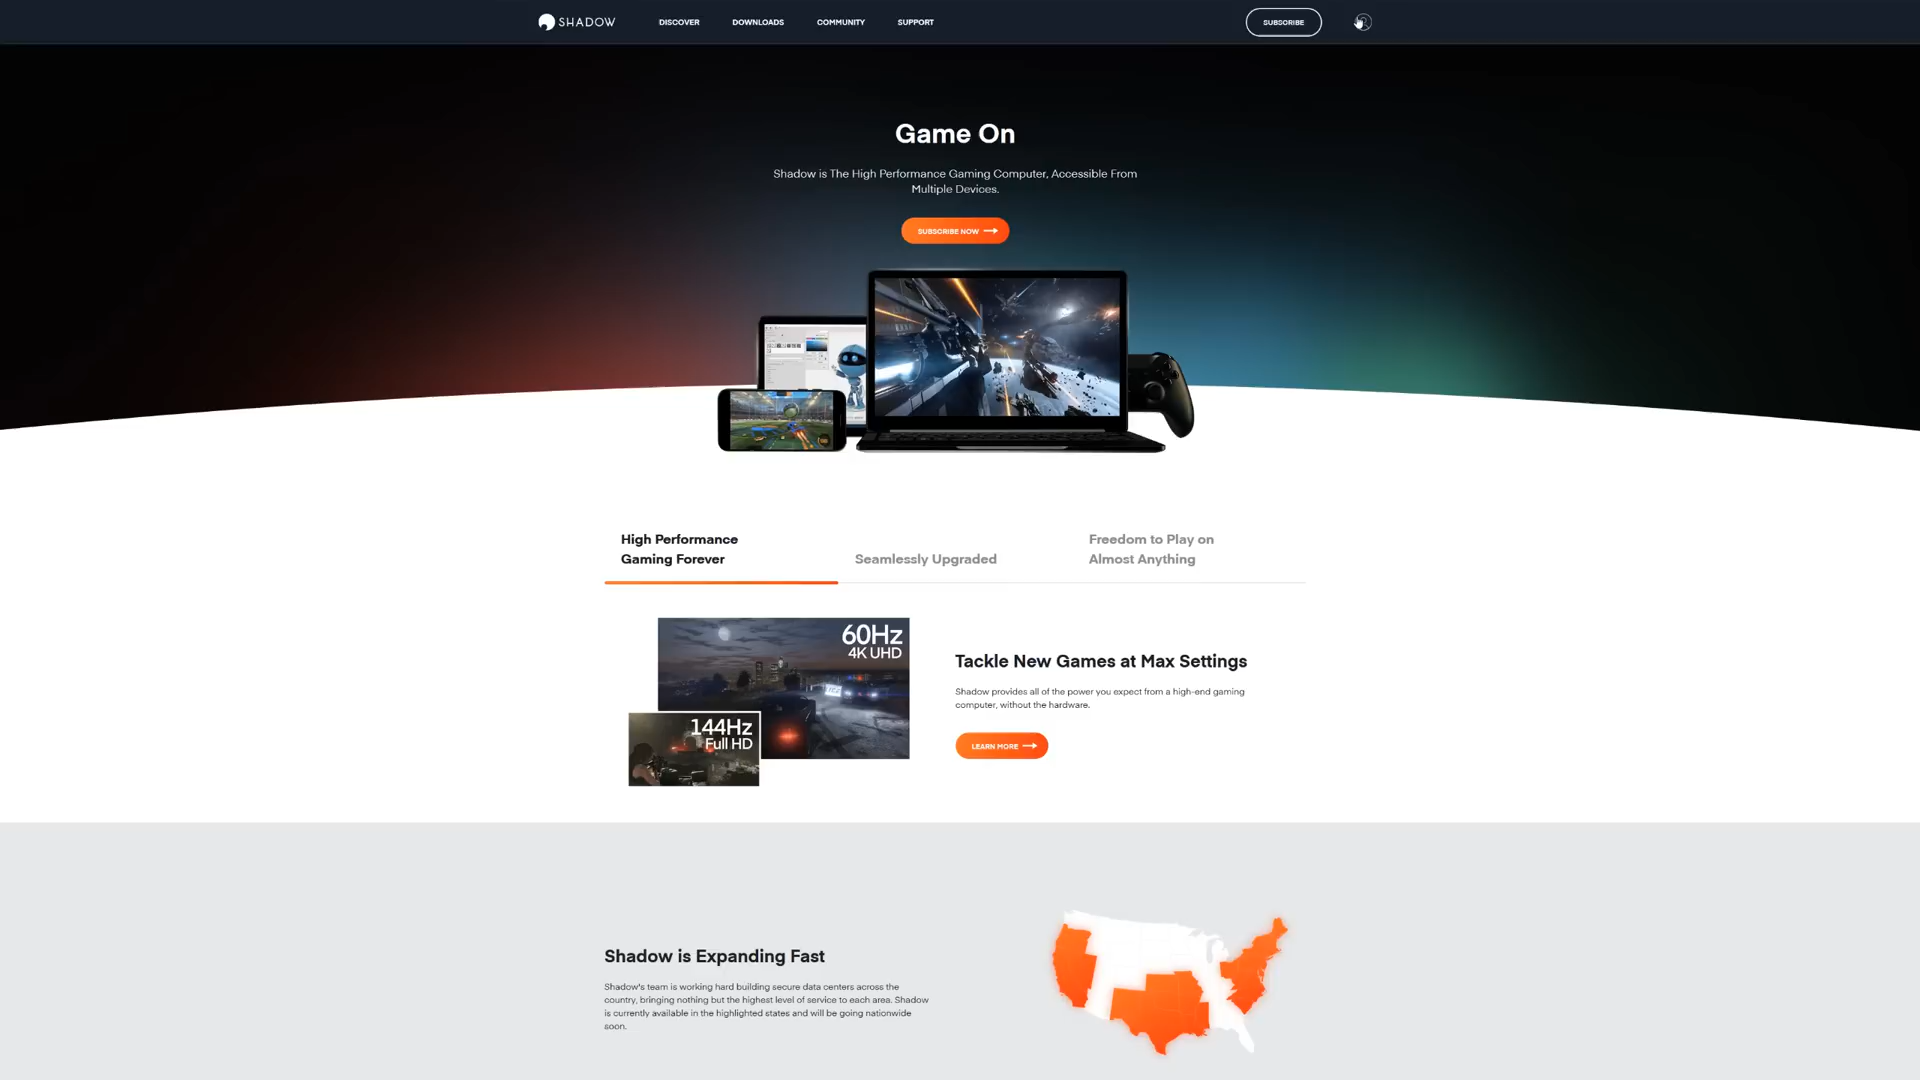 SHADOW
DISCOVER
DOWNLOADS
COMMUNITY
SUPPORT
SUBSCRIBE
Game On
Shadow is The High Performance Gaming Computer, Accessible From
Multiple Devices.
SUBSCRIBE NOW
High Performance
Gaming Forever
Seamlessly Upgraded
Freedom to Play on
Almost Anything
60Hz
4K UHD
144Hz
Full HD
Tackle New Games at Max Settings
Shadow provides all of the power you expect from a high-end gaming
computer, without the hardware.
LEARN MORE
Shadow is Expanding Fast
Shadow's team is working hard building secure data centers across the
country, bringing nothing but the highest level of service to each area. Shadow
is currently available in the highlighted states and will be going nationwide
soon.